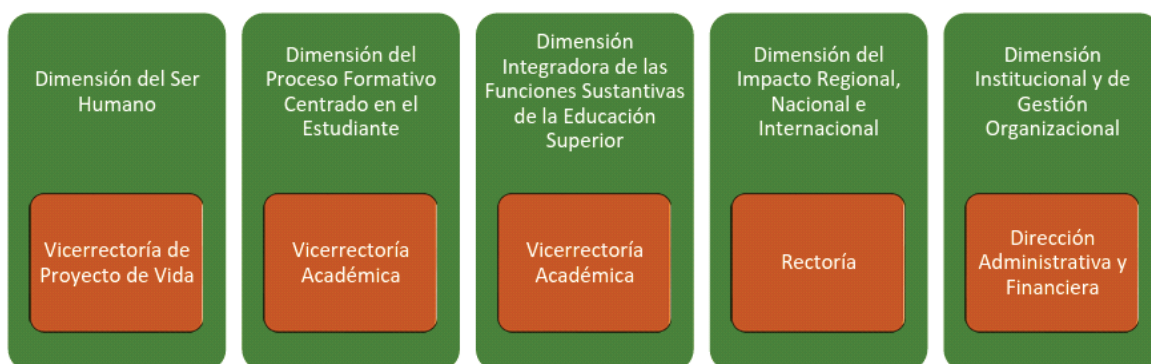 Dimensión del Ser
Humano
Vicerrectoría de
Proyecto de Vida
Dimensión del
Proceso Formativo
Centrado en el
Estudiante
Vicerrectoría
Académica
Dimensión
Integradora de las
Funciones Sustantivas
de la Educación
Superior
Vicerrectoría
Académica
Dimensión del
Impacto Regional,
Nacional e
Internacional
Rectoría
Dimensión
Institucional y de
Gestión
Organizacional
Dirección
Administrativa y
Financiera